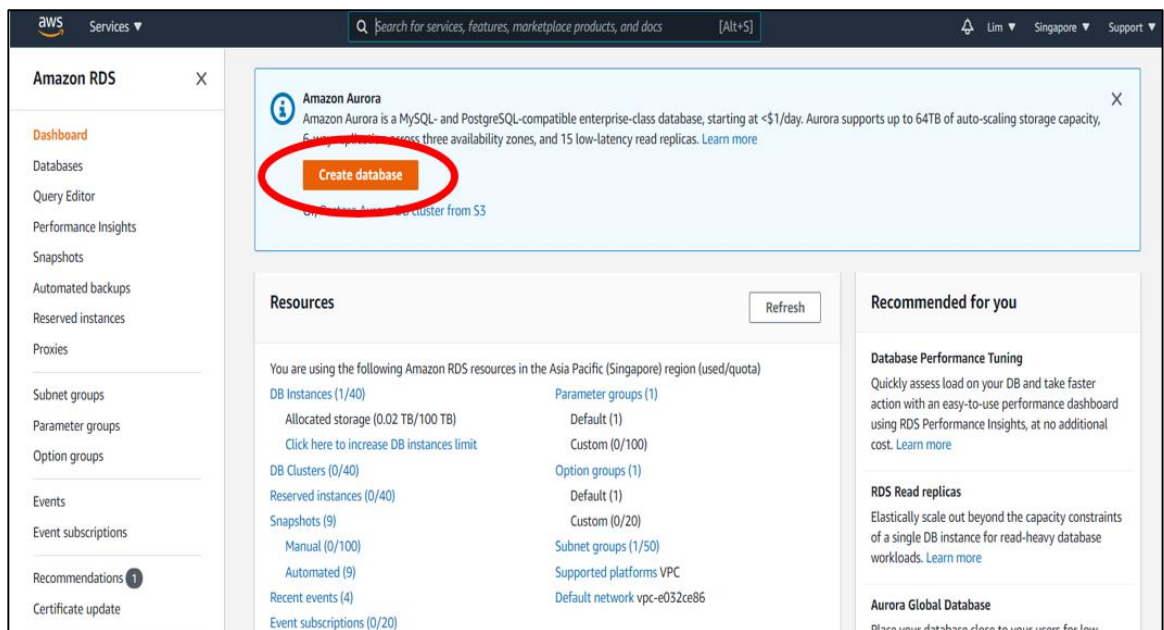 aws
Services ▼
Search for services, features, marketplace products, and docs [Alt+S]
Lim ▼
Singapore ▼
Support ▼
Amazon RDS X
Dashboard
Databases
Query Editor
Performance Insights
Snapshots
Automated backups
Reserved instances
Proxies
Subnet groups
Parameter groups
Option groups
Events
Event subscriptions
Recommendations 1
Certificate update
Amazon Aurora
Amazon Aurora is a MySQL- and PostgreSQL-compatible enterprise-class database, starting at <$1/day. Aurora supports up to 64TB of auto-scaling storage capacity,
across three availability zones, and 15 low-latency read replicas. Learn more
Create database
DB cluster from S3
Resources
Refresh
You are using the following Amazon RDS resources in the Asia Pacific (Singapore) region (used/quota)
DB Instances (1/40)
Allocated storage (0.02 TB/100 TB)
Click here to increase DB instances limit
DB Clusters (0/40)
Reserved instances (0/40)
Snapshots (9)
Manual (0/100)
Automated (9)
Recent events (4)
Event subscriptions (0/20)
Parameter groups (1)
Default (1)
Custom (0/100)
Option groups (1)
Default (1)
Custom (0/20)
Subnet groups (1/50)
Supported platforms VPC
Default network vpc-e032ce86
Recommended for you
Database Performance Tuning
Quickly assess load on your DB and take faster
action with an easy-to-use performance dashboard
using RDS Performance Insights, at no additional
cost. Learn more
RDS Read replicas
Elastically scale out beyond the capacity constraints
of a single DB instance for read-heavy database
workloads. Learn more
Aurora Global Database
Place your database close to your users for low-